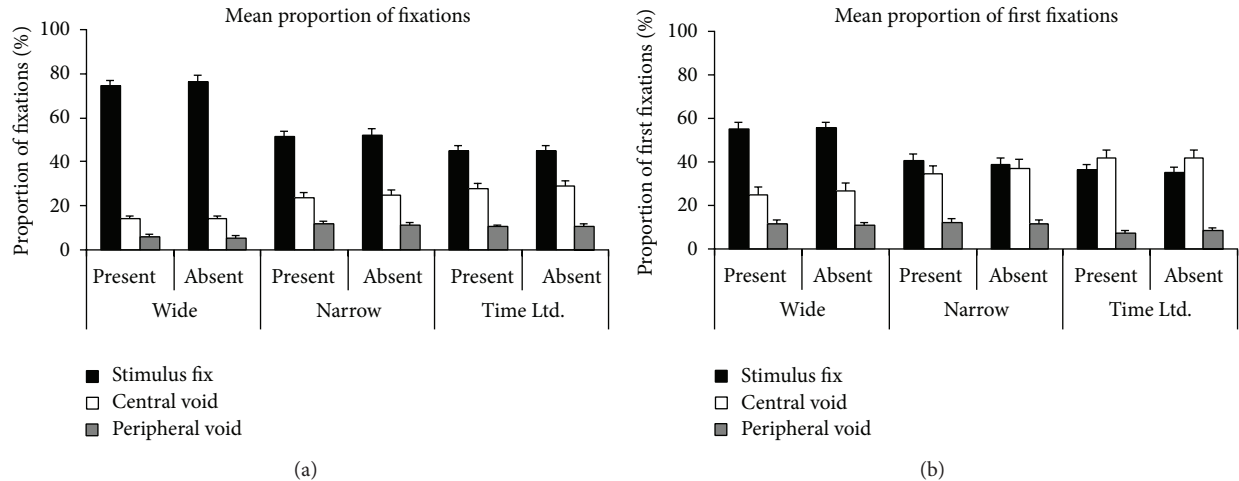 Mean proportion of fixations
Proportion of fixations (%)
100
80
60
40
20
0
Present Absent Present Absent Present Absent
Wide Narrow Time Ltd.
Stimulus fix
Central void
Peripheral void
(a)
Mean proportion of first fixations
Proportion of first fixations (%)
100
80
60
40
20
0
Present Absent Present Absent Present Absent
Wide Narrow Time Ltd.
Stimulus fix
Central void
Peripheral void
(b)